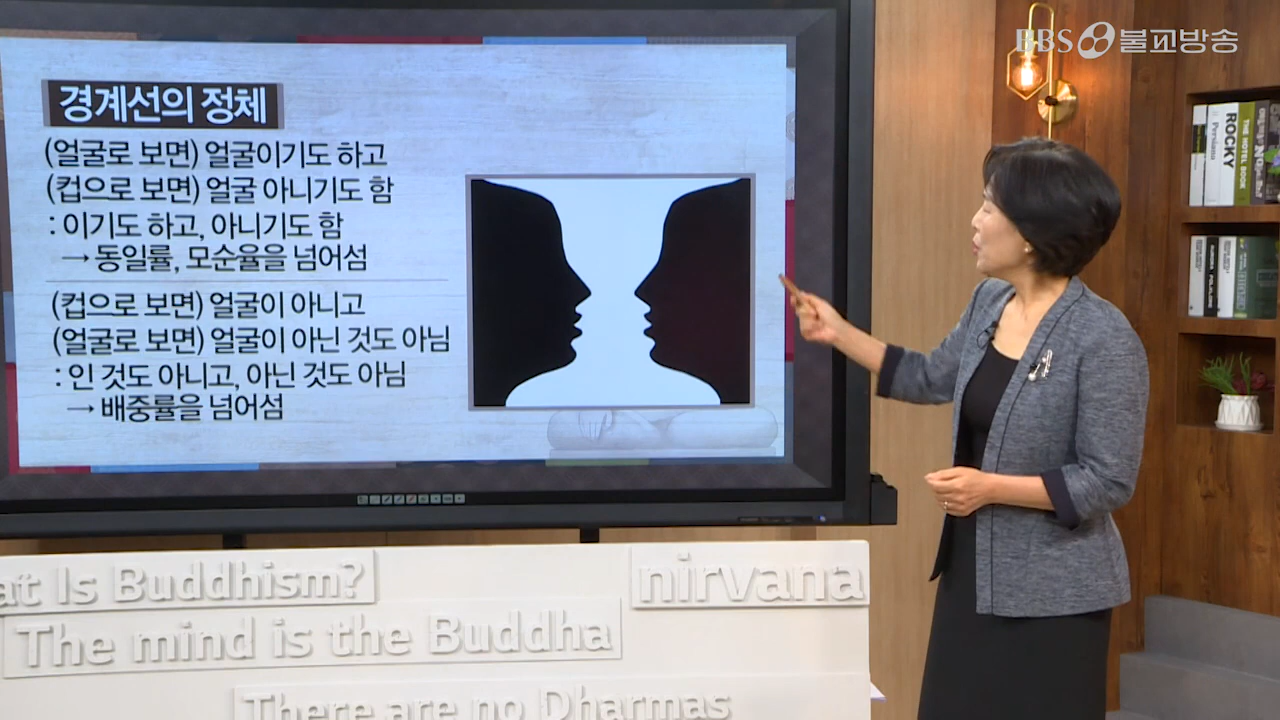 BBS 불교방송
경계선의 정체
(얼굴로 보면) 얼굴이기도 하고
(컵으로 보면) 얼굴 아니기도 함
: 이기도 하고, 아니기도 함
→ 동일률, 모순율을 넘어섬
(컵으로 보면) 얼굴이 아니고
(얼굴로 보면) 얼굴이 아닌 것도 아님
: 인 것도 아니고, 아닌 것도 아님
→ 배중률을 넘어섬
ROCKY
THE HOTEL BOOK
Persiana
at Is Buddhism?
nirvana
The mind is the Buddha
There are no Dharmas